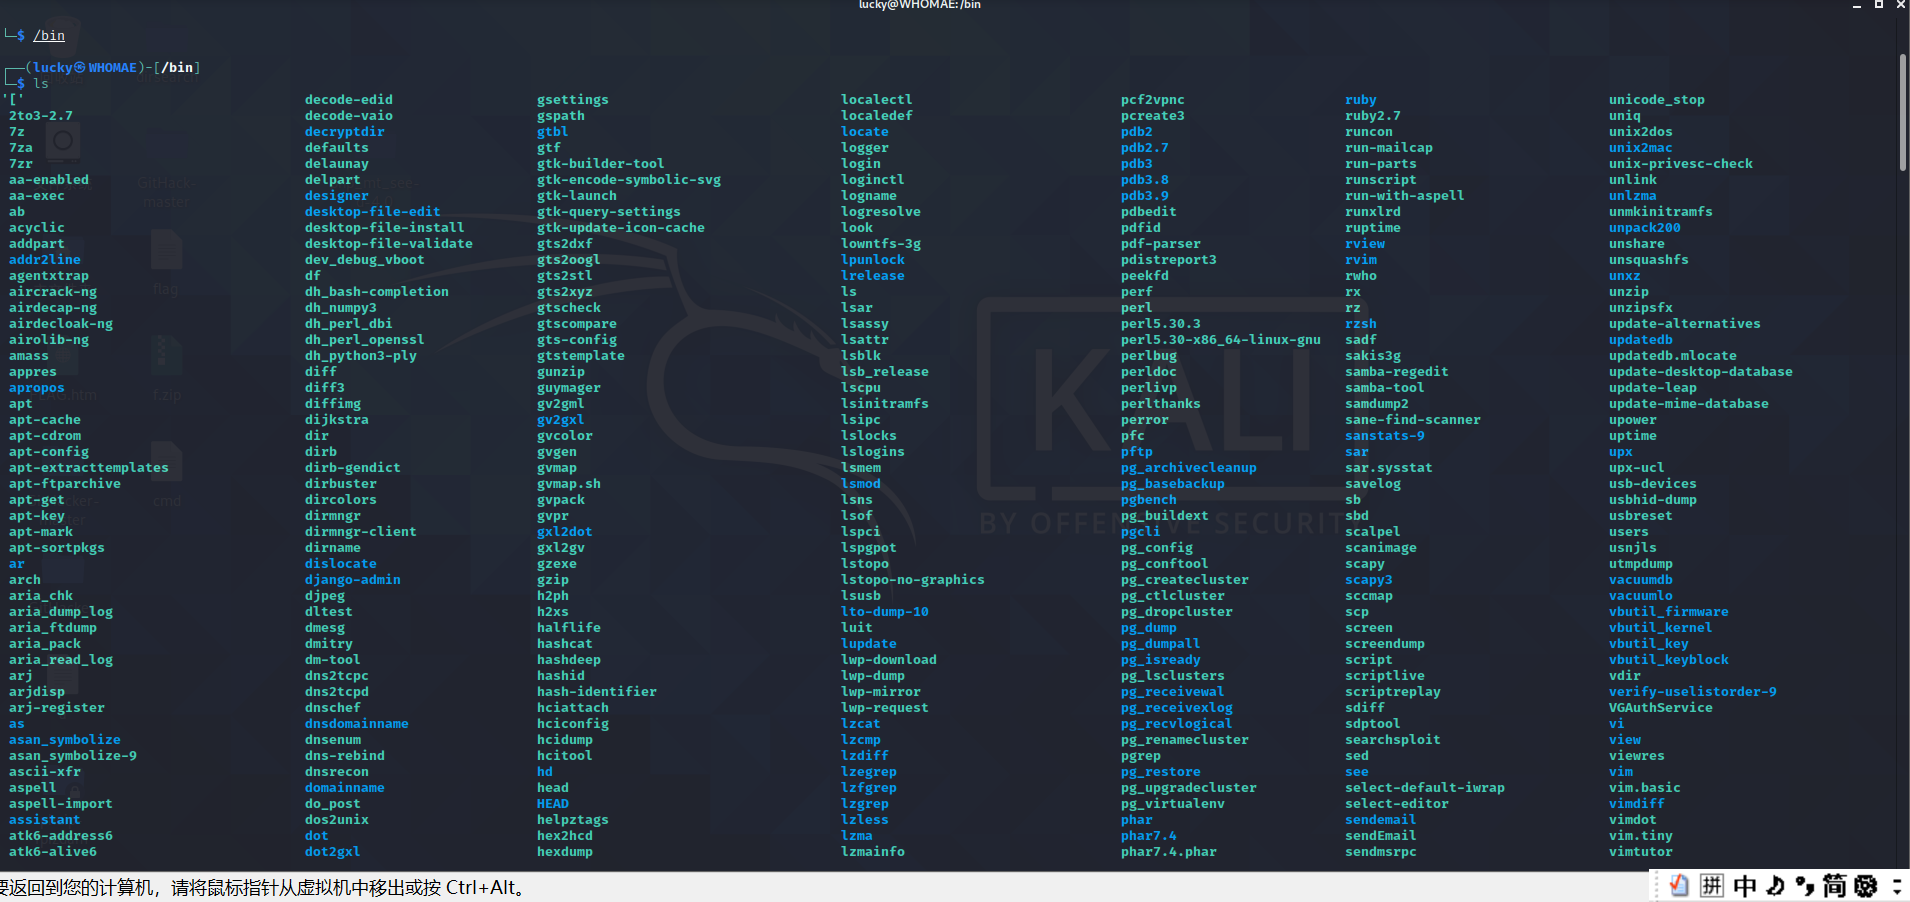 lucky@WHOMAE: /bin
└─$ /bin
┌──(lucky㉿WHOMAE)-[/bin]
└─$ ls
'[' decode-edid gsettings localectl pcf2vpnc ruby unicode_stop
2to3-2.7 decode-vaio gspath localedef pcreate3 ruby2.7 uniq
7z decryptdir gtbl locate pdb2 runcon unix2dos
7za defaults gtf logger pdb2.7 run-mailcap unix2mac
7zr delaunay gtk-builder-tool login pdb3 run-parts unix-privesc-check
aa-enabled delpart gtk-encode-symbolic-svg loginctl pdb3.8 runscript unlink
aa-exec designer gtk-launch logname pdb3.9 run-with-aspell unlzma
ab desktop-file-edit gtk-query-settings logresolve pdbedit runxlrd unmkinitramfs
acyclic desktop-file-install gtk-update-icon-cache look pdfid ruptime unpack200
addpart desktop-file-validate gts2dxf lowntfs-3g pdf-parser rview unshare
addr2line dev_debug_vboot gts2oogl lpunlock pdistreport3 rvim unsquashfs
agentxtrap df gts2stl lrelease peekfd rwho unxz
aircrack-ng dh_bash-completion gts2xyz ls perf rx unzip
airdecap-ng dh_numpy3 gtscheck lsar perl rz unzipsfx
airdecloak-ng dh_perl_dbi gtscompare lsassy perl5.30.3 rzsh update-alternatives
airolib-ng dh_perl_openssl gts-config lsattr perl5.30-x86_64-linux-gnu sadf updatedb
amass dh_python3-ply gtstemplate lsblk perlbug sakis3g updatedb.mlocate
appres diff gunzip lsb_release perldoc samba-regedit update-desktop-database
apropos diff3 guymager lscpu perlivp samba-tool update-leap
apt diffimg gv2gml lsinitramfs perlthanks samdump2 update-mime-database
apt-cache dijkstra gv2gxl lsipc perror sane-find-scanner upower
apt-cdrom dir gvcolor lslocks pfc sanstats-9 uptime
apt-config dirb gvgen lslogins pftp sar upx
apt-extracttemplates dirb-gendict gvmap lsmem pg_archivecleanup sar.sysstat upx-ucl
apt-ftparchive dirbuster gvmap.sh lsmod pg_basebackup savelog usb-devices
apt-get dircolors gvpack lsns pgbench sb usbhid-dump
apt-key dirmngr gvpr lsof pg_buildext sbd usbreset
apt-mark dirmngr-client gxl2dot lspci pgcli scalpel users
apt-sortpkgs dirname gxl2gv lspgpot pg_config scanimage usnjls
ar dislocate gzexe lstopo pg_conftool scapy utmpdump
arch django-admin gzip lstopo-no-graphics pg_createcluster scapy3 vacuumdb
aria_chk djpeg h2ph lsusb pg_ctlcluster sccmap vacuumlo
aria_dump_log dltest h2xs lto-dump-10 pg_dropcluster scp vbutil_firmware
aria_ftdump dmesg halflife luit pg_dump screen vbutil_kernel
aria_pack dmitry hashcat lupdate pg_dumpall screendump vbutil_key
aria_read_log dm-tool hashdeep lwp-download pg_isready script vbutil_keyblock
arj dns2tcpc hashid lwp-dump pg_lsclusters scriptlive vdir
arjdisp dns2tcpd hash-identifier lwp-mirror pg_receivewal scriptreplay verify-uselistorder-9
arj-register dnschef hciattach lwp-request pg_receivexlog sdiff VGAuthService
as dnsdomainname hciconfig lzcat pg_recvlogical sdptool vi
asan_symbolize dnsenum hcidump lzcmp pg_renamecluster searchsploit view
asan_symbolize-9 dns-rebind hcitool lzdiff pgrep sed viewres
ascii-xfr dnsrecon hd lzegrep pg_restore see vim
aspell domainname head lzfgrep pg_upgradecluster select-default-iwrap vim.basic
aspell-import do_post HEAD lzgrep pg_virtualenv select-editor vimdiff
assistant dos2unix helpztags lzless phar sendemail vimdot
atk6-address6 dot hex2hcd lzma phar7.4 sendEmail vim.tiny
atk6-alive6 dot2gxl hexdump lzmainfo phar7.4.phar sendmsrpc vimtutor
GitHack-
master
flag
f.zip
cmd
KALI
BY OFFENSIVE SECURIT
要返回到您的计算机，请将鼠标指针从虚拟机中移出或按 Ctrl+Alt。
拼 中 简